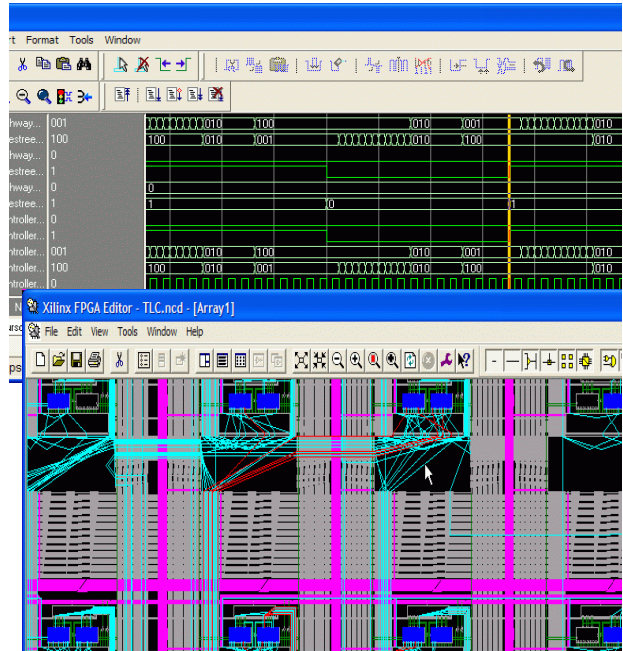 rt Format Tools Window
hway... 001 010 100 010 001 010
estree... 100 100 010 001 010 100 010
hway... 0
estree... 1
hway... 0 0
estree... 1 1 0 1
ntroller... 0
ntroller... 1
ntroller... 001 010 100 010 001 010
ntroller... 100 100 010 001 010 100 010
ntroller... 0
N
Xilinx FPGA Editor - TLC.ncd - [Array1]
ursc
File Edit View Tools Window Help
ps